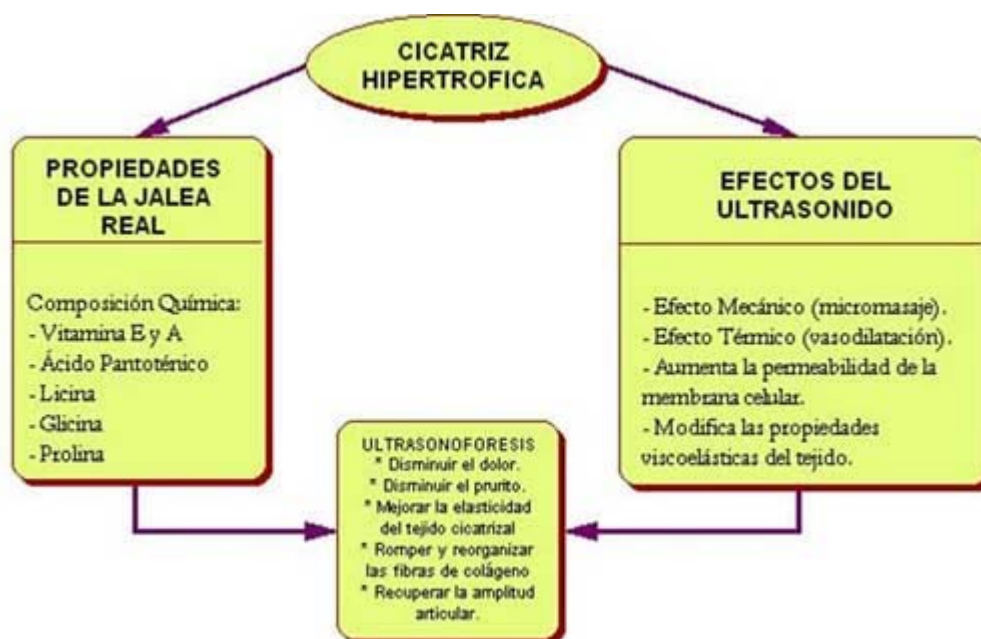 CICATRIZ
HIPERTROFICA
PROPIEDADES
DE LA JALEA
REAL
Composición Química:
- Vitamina E y A
- Ácido Pantoténico
- Licina
- Glicina
- Prolina
EFECTOS DEL
ULTRASONIDO
- Efecto Mecánico (micromasaje).
- Efecto Térmico (vasodilatación).
- Aumenta la permeabilidad de la
membrana celular.
- Modifica las propiedades
viscoelásticas del tejido.
ULTRASONOFORESIS
* Disminuir el dolor.
* Disminuir el prurito.
* Mejorar la elasticidad
del tejido cicatrizal
* Romper y reorganizar
las fibras de colágeno
* Recuperar la amplitud
articular.